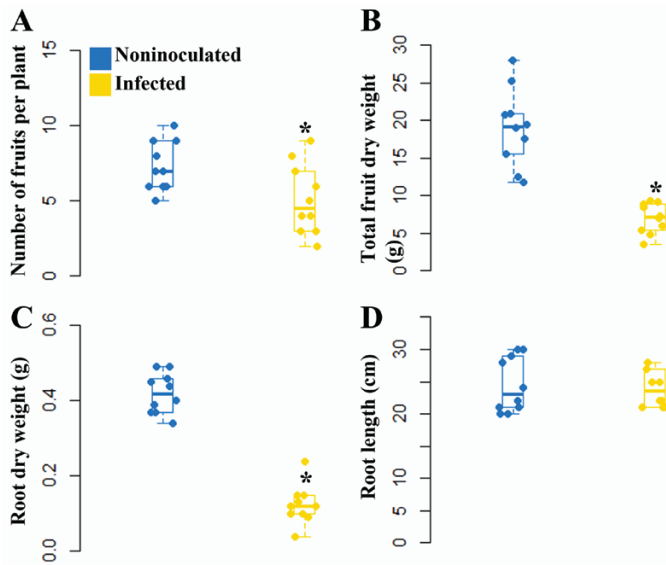 A
Number of fruits per plant
15
10
5
0
Noninoculated
Infected
*
B
Total fruit dry weight
(g)
30
25
20
15
10
5
0
*
C
Root dry weight (g)
0.6
0.4
0.2
0.0
*
D
Root length (cm)
30
20
10
0